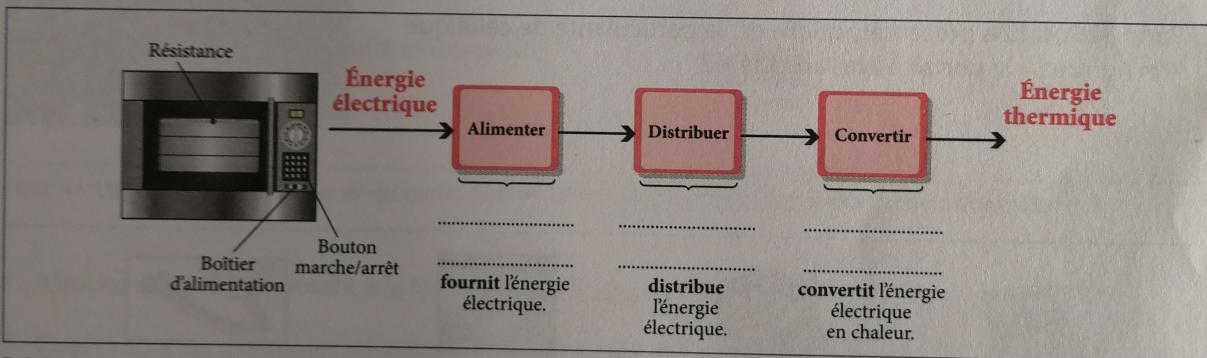 Résistance
Énergie
électrique
Alimenter
Distribuer
Convertir
Énergie
thermique
Boîtier
d'alimentation
Bouton
marche/arrêt
fournit l'énergie
électrique.
distribue
l'énergie
électrique.
convertit l'énergie
électrique
en chaleur.